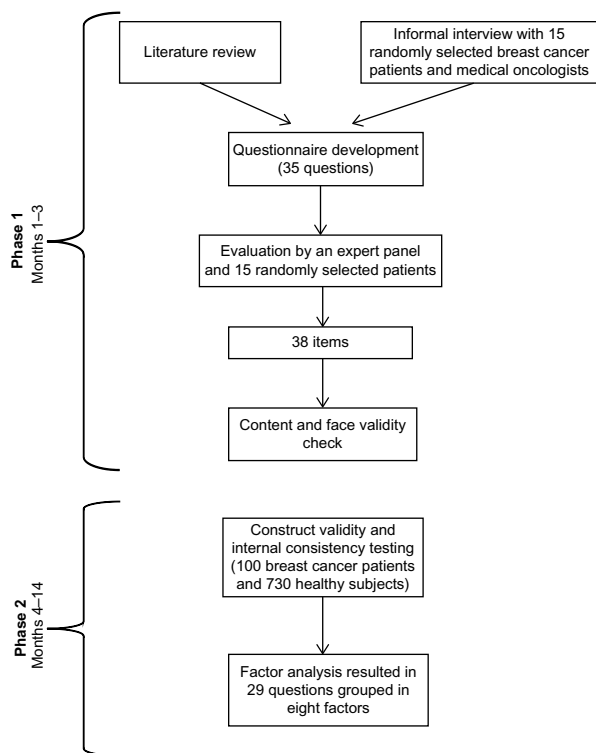 Literature review
Informal interview with 15
randomly selected breast cancer
patients and medical oncologists
Questionnaire development
(35 questions)
Phase 1
Months 1–3
Evaluation by an expert panel
and 15 randomly selected patients
38 items
Content and face validity
check
Construct validity and
internal consistency testing
(100 breast cancer patients
and 730 healthy subjects)
Phase 2
Months 4–14
Factor analysis resulted in
29 questions grouped in
eight factors